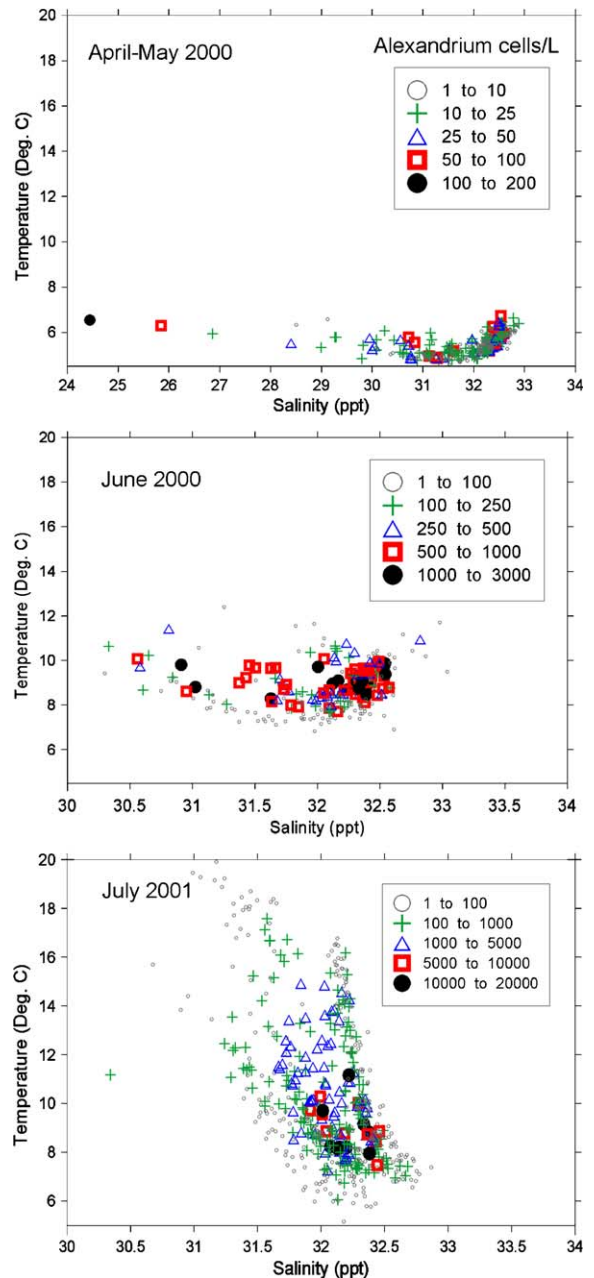 April-May 2000
Alexandrium cells/L
1 to 10
10 to 25
25 to 50
50 to 100
100 to 200
Temperature (Deg. C)
20
18
16
14
12
10
8
6
24 25 26 27 28 29 30 31 32 33 34
Salinity (ppt)
June 2000
1 to 100
100 to 250
250 to 500
500 to 1000
1000 to 3000
Temperature (Deg. C)
20
18
16
14
12
10
8
6
30 30.5 31 31.5 32 32.5 33 33.5 34
Salinity (ppt)
July 2001
1 to 100
100 to 1000
1000 to 5000
5000 to 10000
10000 to 20000
Temperature (Deg. C)
20
18
16
14
12
10
8
6
30 30.5 31 31.5 32 32.5 33 33.5 34
Salinity (ppt)